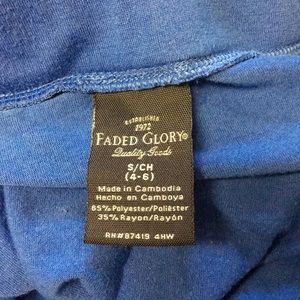 ESTABLISHED
1972
FADED GLORY®
Quality Goods
S/CH
(4-6)
Made in Cambodia
Hecho en Camboya
65% Polyester/Poliéster
35% Rayon/Rayón
RN#87419 4HW